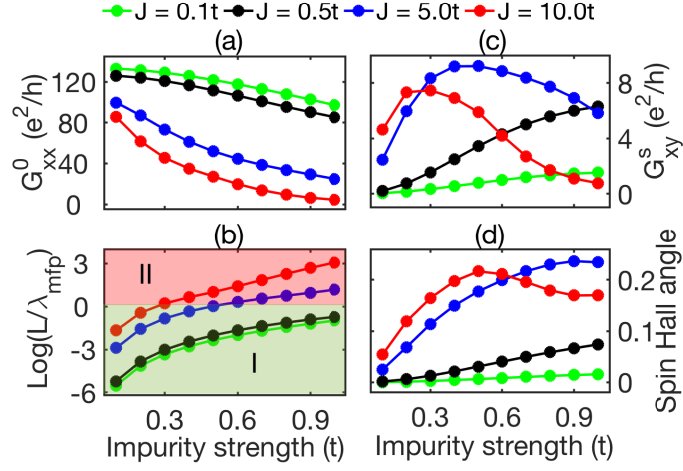 J = 0.1t J = 0.5t J = 5.0t J = 10.0t
(a)
120
80
×40
0
G⁰xx (e²/h)
(c)
8
4
0
Gˢxy (e²/h)
(b)
3
0
-3
-6
Log(L/λmfp)
II
I
0.3 0.6 0.9
Impurity strength (t)
(d)
0.2
0.1
0
Spin Hall angle
0.3 0.6 0.9
Impurity strength (t)